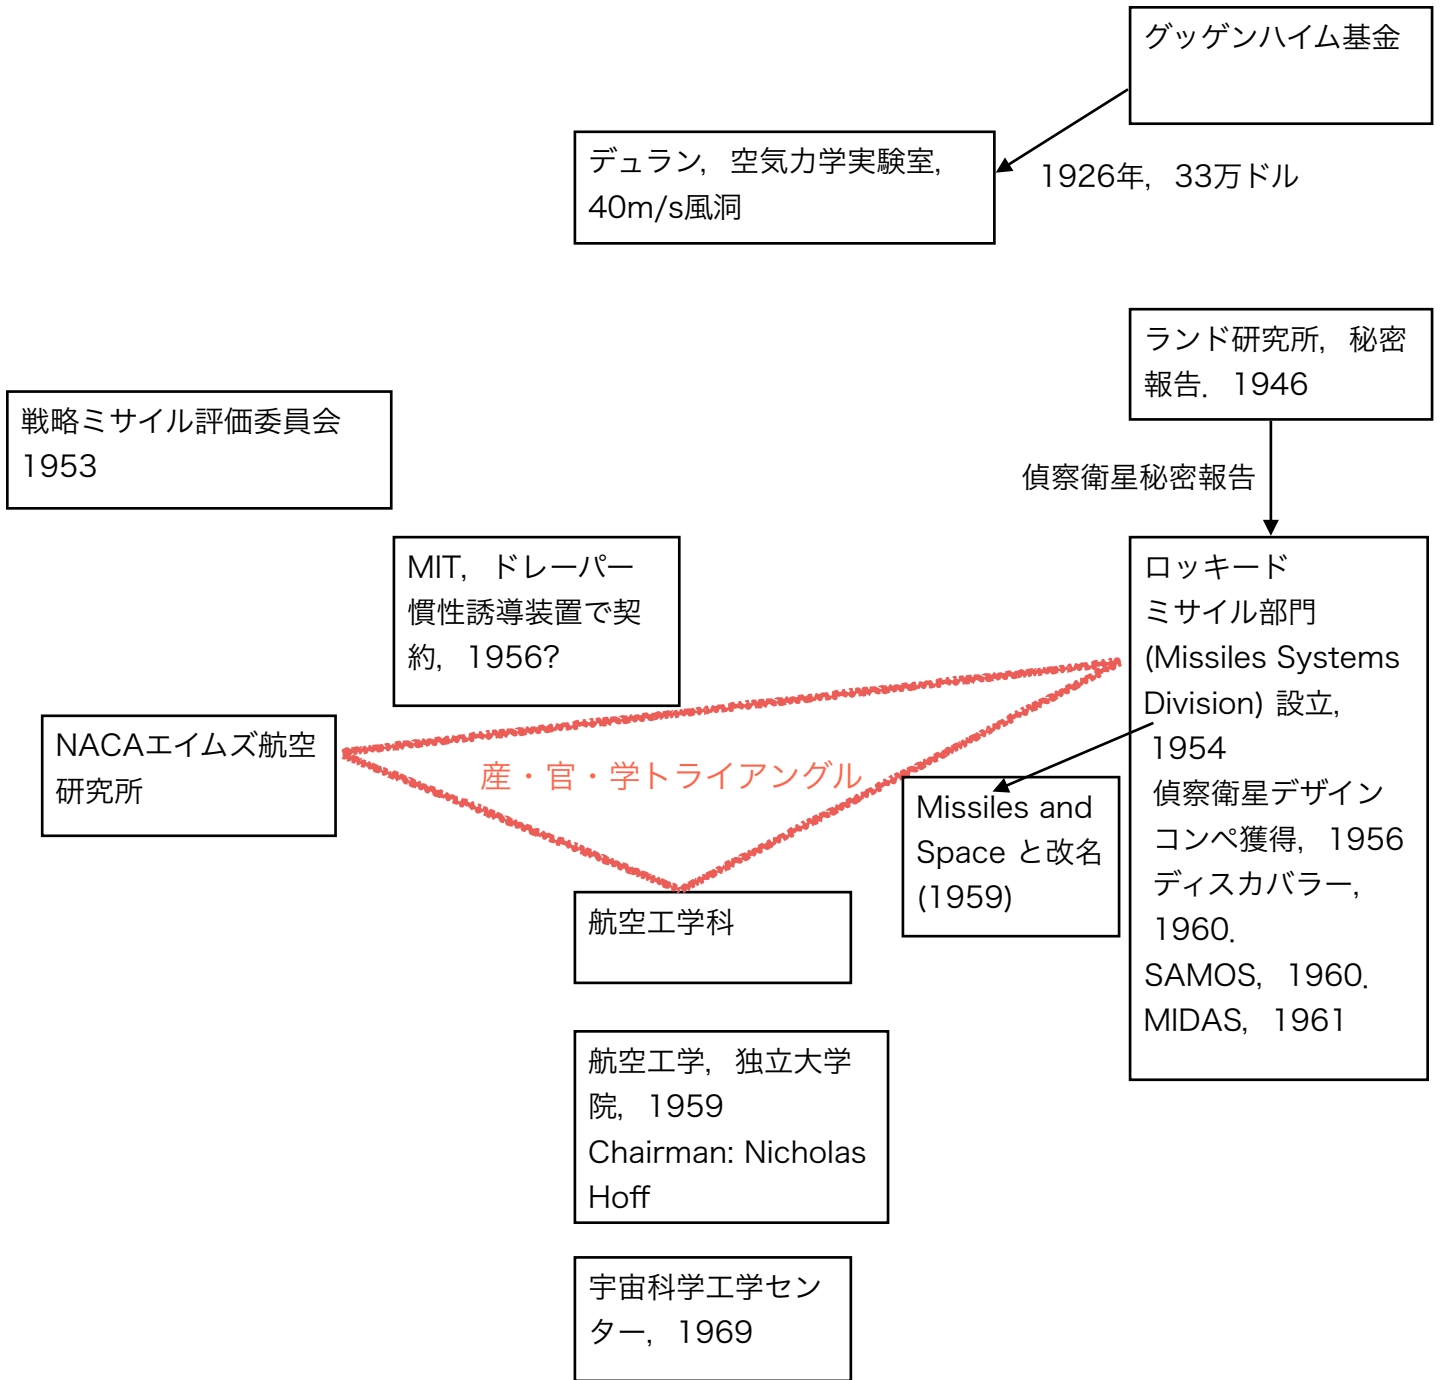 グッゲンハイム基金
デュラン，空気力学実験室，
40m/s風洞
1926年，33万ドル
ランド研究所，秘密
報告．1946
戦略ミサイル評価委員会
1953
偵察衛星秘密報告
MIT，ドレーパー
慣性誘導装置で契
約，1956?
ロッキード
ミサイル部門
(Missiles Systems
Division) 設立，
1954
偵察衛星デザイン
コンペ獲得，1956
ディスカバラー，
1960．
SAMOS，1960．
MIDAS，1961
NACAエイムズ航空
研究所
産・官・学トライアングル
Missiles and
Space と改名
(1959)
航空工学科
航空工学，独立大学
院，1959
Chairman: Nicholas
Hoff
宇宙科学工学セン
ター，1969